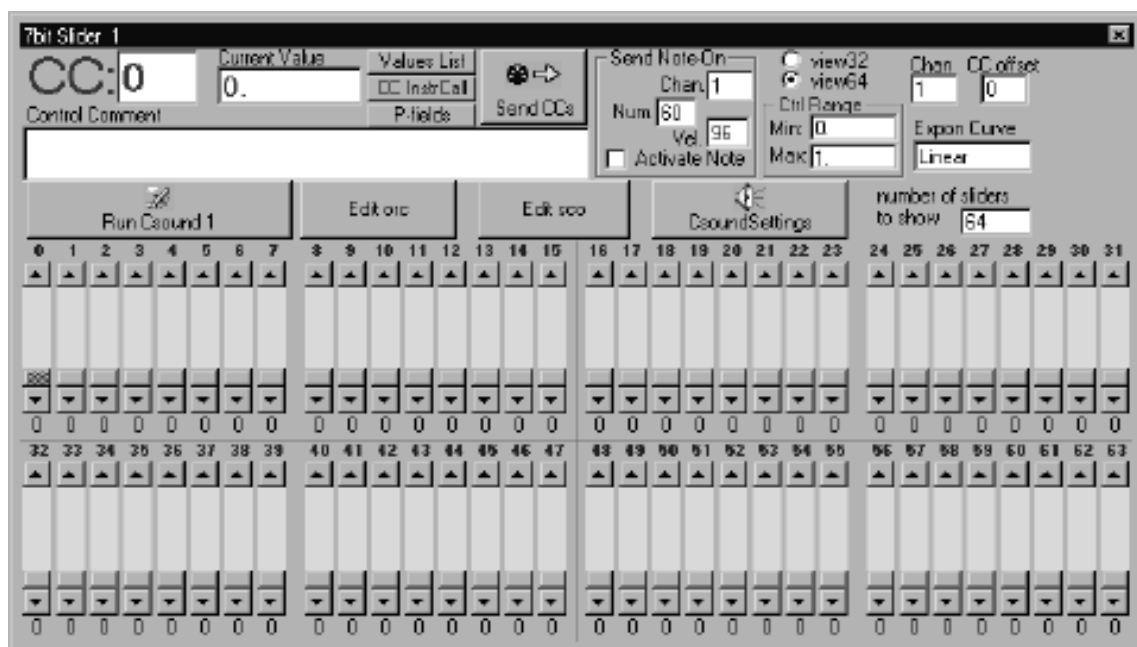 7bit Slider 1
CC: 0
Current Value
0.
Values List
CC InstrCall
P-fields
Send CCs
Send Note-On
Chan. 1
Num 60
Vel. 96
Activate Note
view32
view64
Ctrl Range
Min: 0.
Max: 1.
Chan
1
CC offset
0
Expon Curve
Linear
Control Comment
Run Csound 1
Edit orc
Edit sco
CsoundSettings
number of sliders
to show 64
0 1 2 3 4 5 6 7 8 9 10 11 12 13 14 15 16 17 18 19 20 21 22 23 24 25 26 27 28 29 30 31
0 0 0 0 0 0 0 0 0 0 0 0 0 0 0 0 0 0 0 0 0 0 0 0 0 0 0 0 0 0 0 0
32 33 34 35 36 37 38 39 40 41 42 43 44 45 46 47 48 49 50 51 52 53 54 55 56 57 58 59 60 61 62 63
0 0 0 0 0 0 0 0 0 0 0 0 0 0 0 0 0 0 0 0 0 0 0 0 0 0 0 0 0 0 0 0